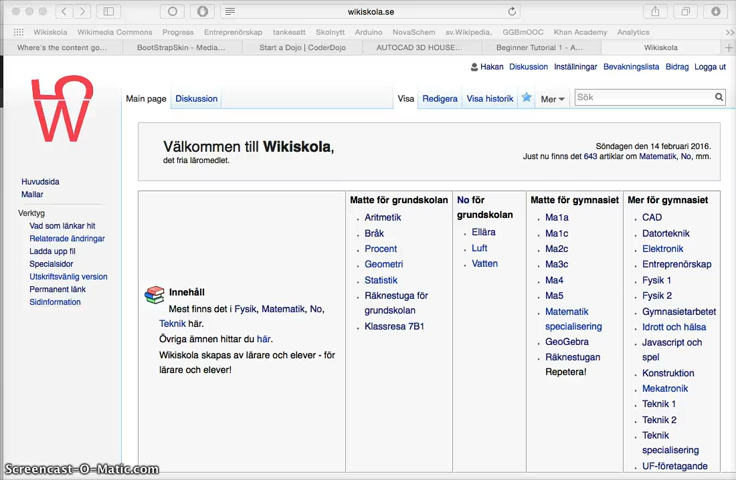 wikiskola.se
Wikiskola Wikimedia Commons Progress Entreprenörskap tankesatt Skolnytt Arduino NovaSchem sv.Wikipedia, GGBmOOC Khan Academy Analytics
Where's the content go... BootStrapSkin - Media... Start a Dojo | CoderDojo AUTOCAD 3D HOUSE... Beginner Tutorial 1 - A... Wikiskola
Hakan Diskussion Inställningar Bevakningslista Bidrag Logga ut
W5
Main page Diskussion Visa Redigera Visa historik Mer Sök
Välkommen till Wikiskola,
det fria läromedlet.
Söndagen den 14 februari 2016.
Just nu finns det 643 artiklar om Matematik, No, mm.
Huvudsida
Mallar
Verktyg
Vad som länkar hit
Relaterade ändringar
Ladda upp fil
Specialsidor
Utskriftsvänlig version
Permanent länk
Sidinformation
Innehåll
Mest finns det i Fysik, Matematik, No,
Teknik här.
Övriga ämnen hittar du här.
Wikiskola skapas av lärare och elever - för
lärare och elever!
Matte för grundskolan
Aritmetik
Bråk
Procent
Geometri
Statistik
Räknestuga för
grundskolan
Klassresa 7B1
No för
grundskolan
Ellära
Luft
Vatten
Matte för gymnasiet
Ma1a
Ma1c
Ma2c
Ma3c
Ma4
Ma5
Matematik
specialisering
GeoGebra
Räknestugan
Repetera!
Mer för gymnasiet
CAD
Datorteknik
Elektronik
Entreprenörskap
Fysik 1
Fysik 2
Gymnasiearbetet
Idrott och hälsa
Javascript och
spel
Konstruktion
Mekatronik
Teknik 1
Teknik 2
Teknik
specialisering
UF-företagande
Screencast-O-Matic.com